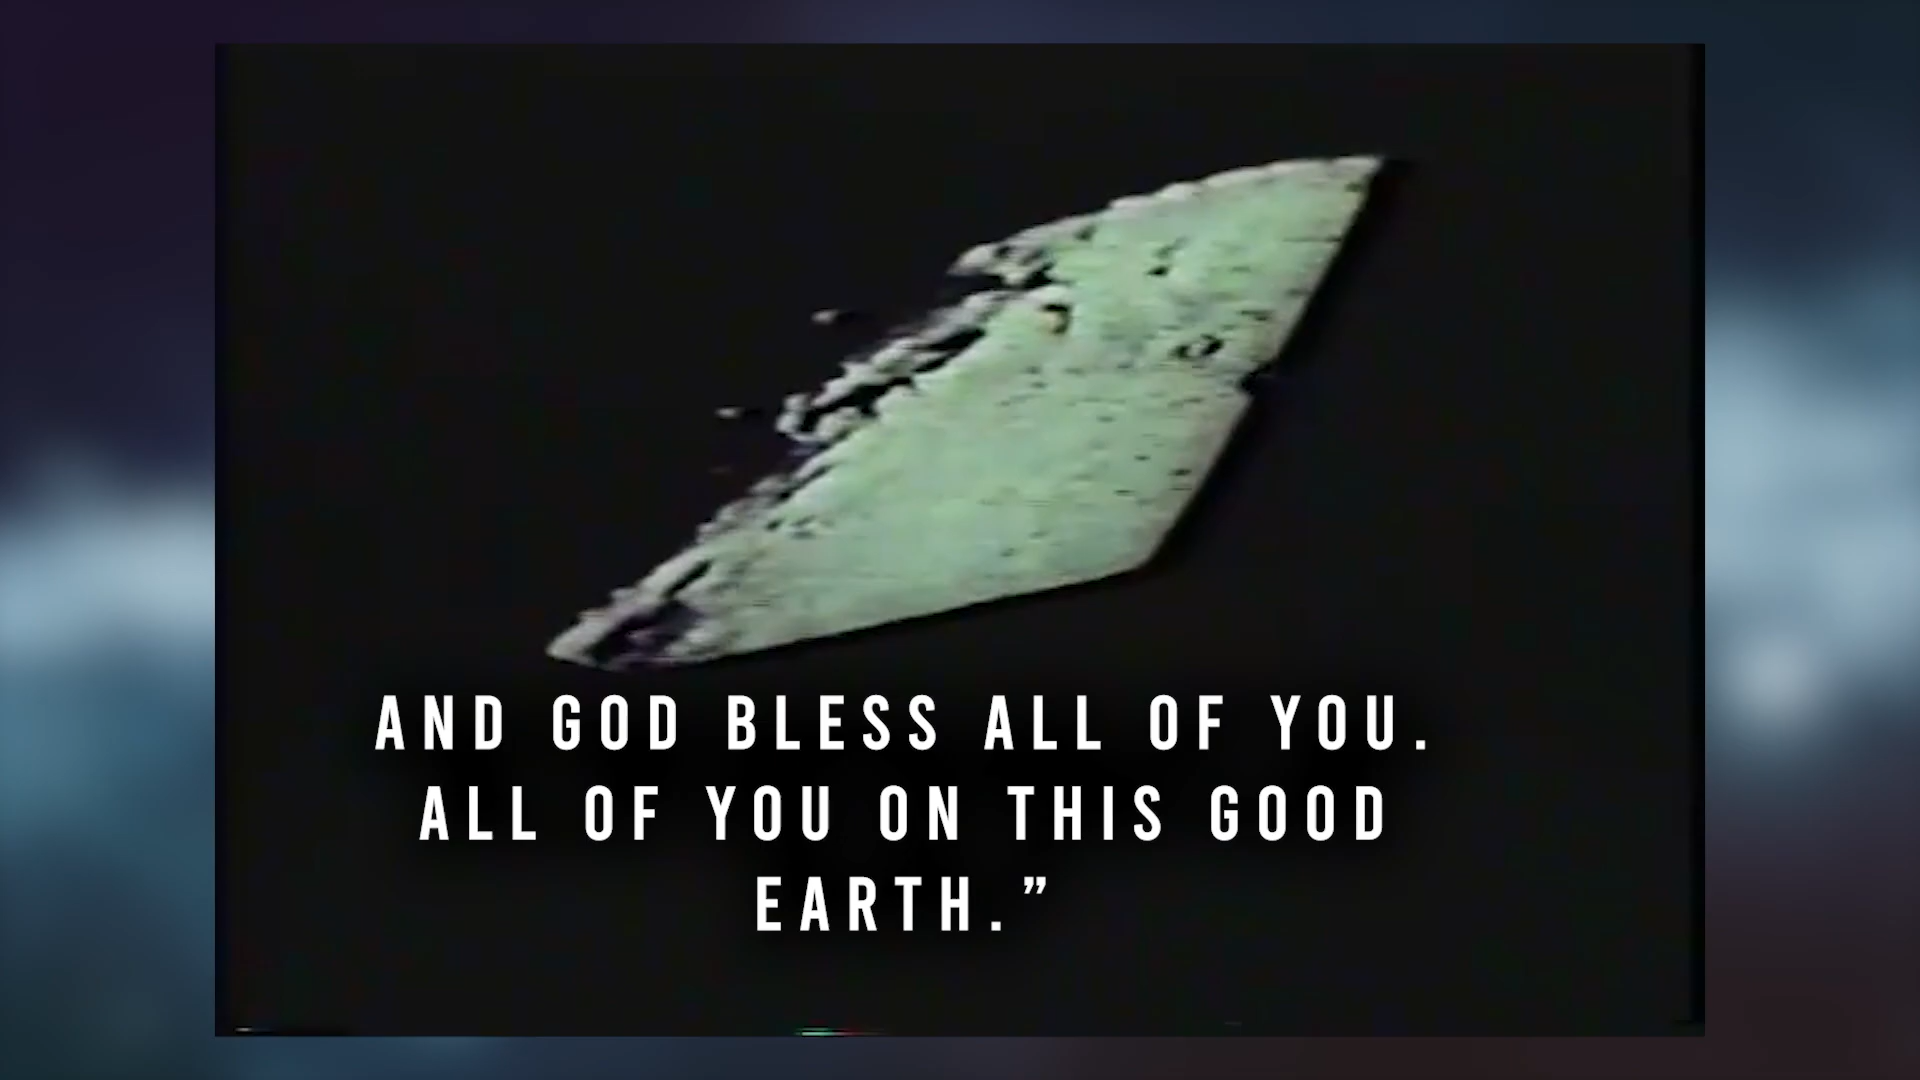 AND GOD BLESS ALL OF YOU.
ALL OF YOU ON THIS GOOD
EARTH.”